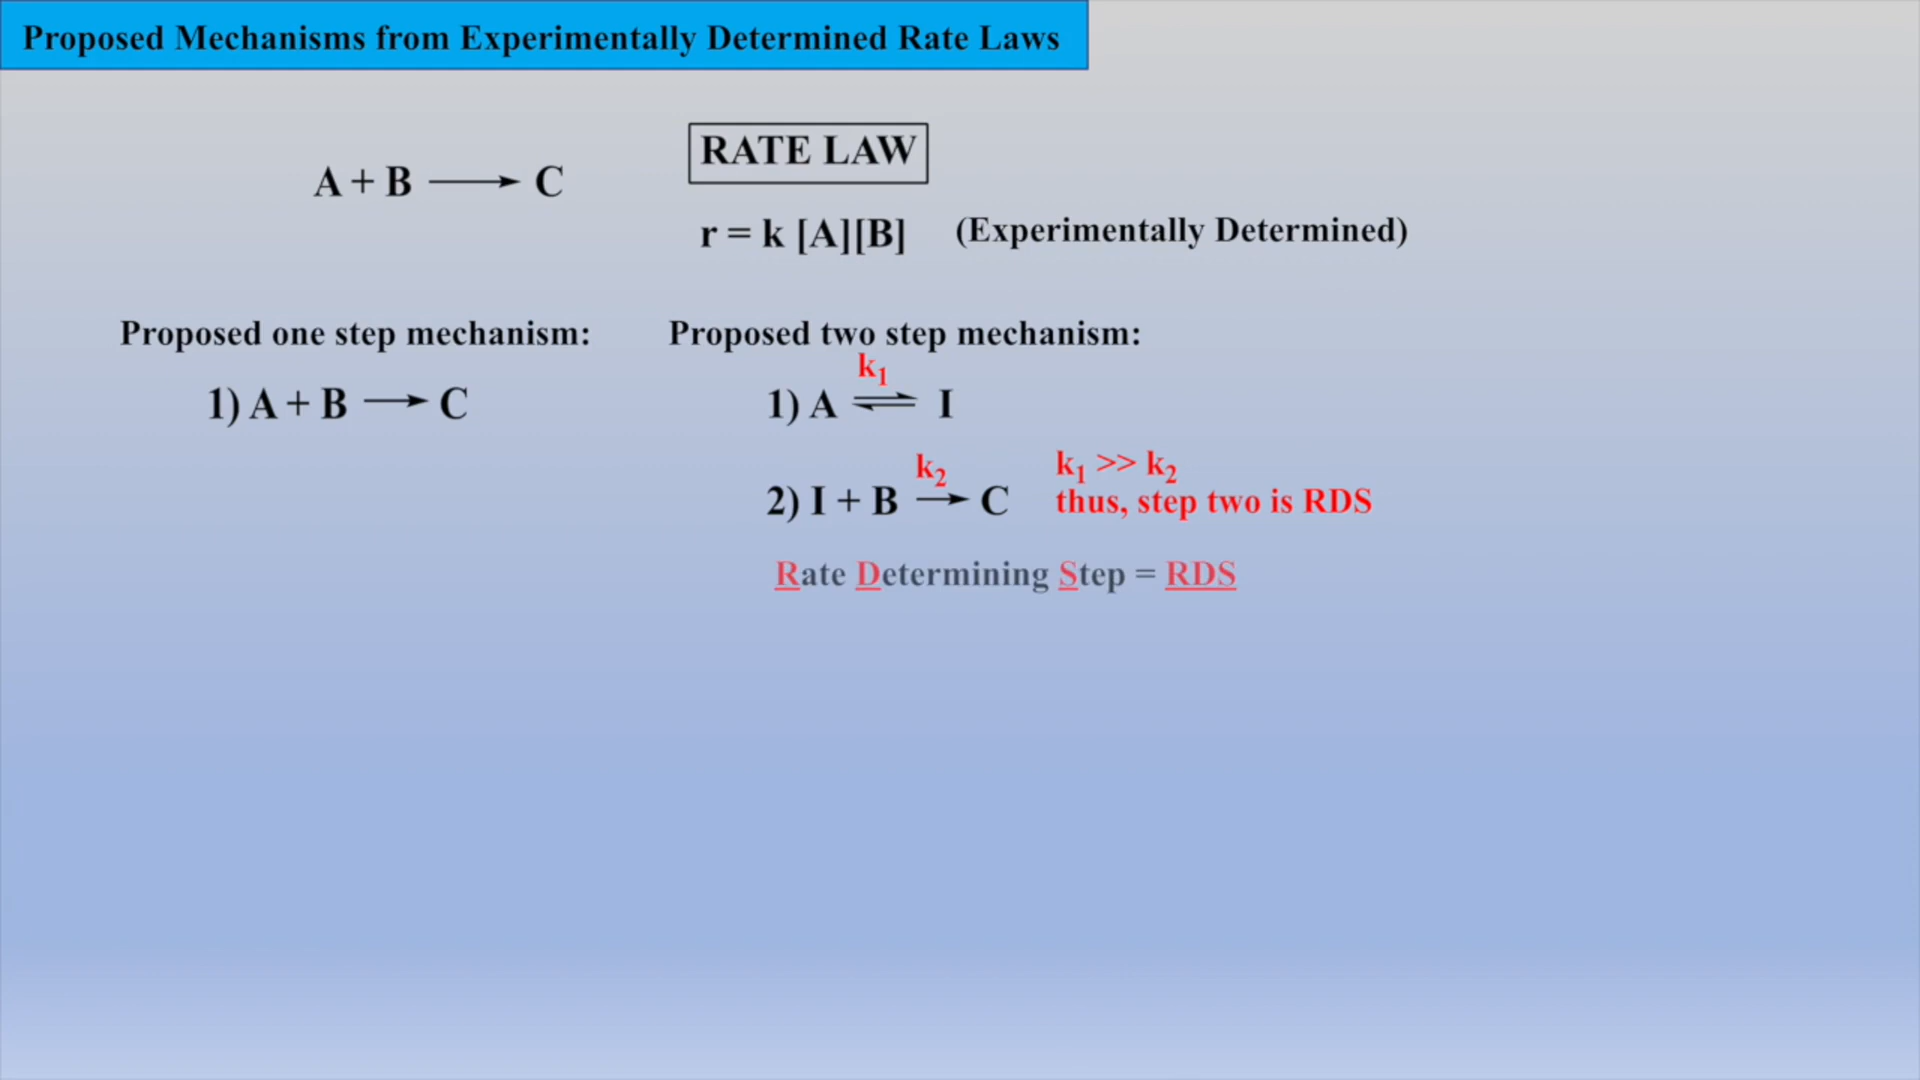 Proposed Mechanisms from Experimentally Determined Rate Laws
RATE LAW
A + B ⟶ C
r = k [A][B] (Experimentally Determined)
Proposed one step mechanism:
1) A + B ⟶ C
Proposed two step mechanism:
k₁
1) A ⇌ I
k₂
2) I + B ⟶ C
k₁ >> k₂
thus, step two is RDS
Rate Determining Step = RDS